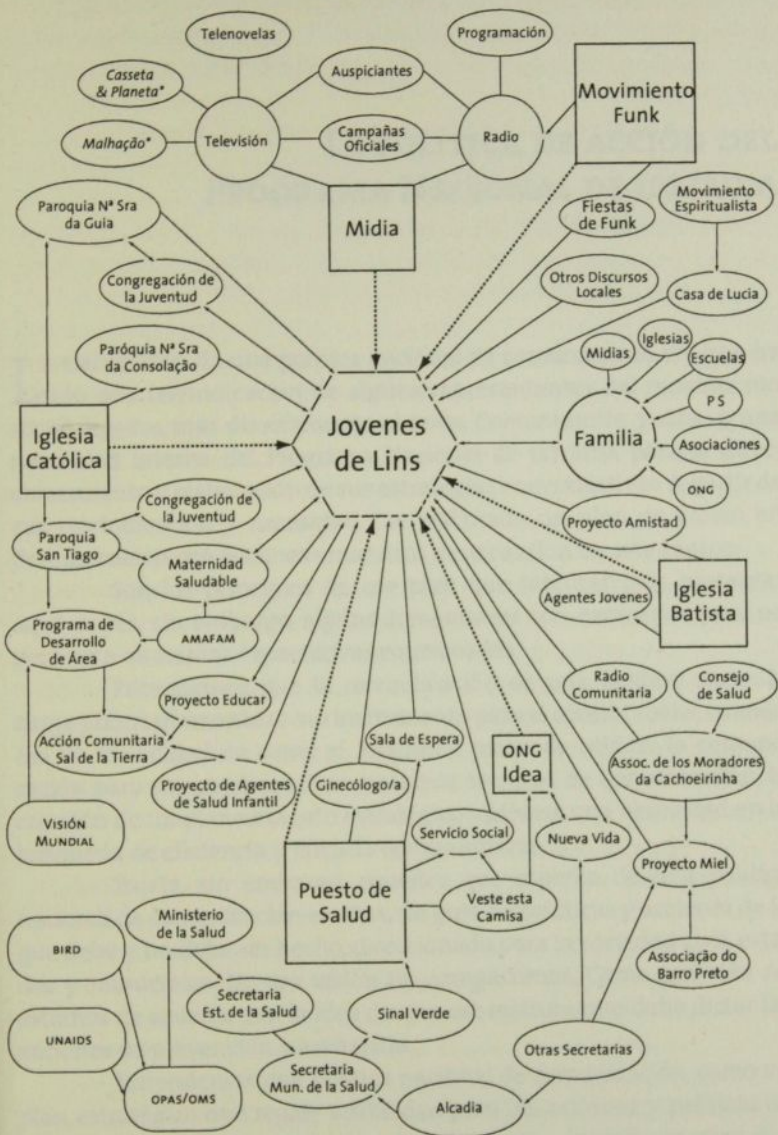 Telenovelas
Programación
Casseta
& Planeta*
Auspiciantes
Movimiento
Funk
Malhação*
Televisión
Campañas
Oficiales
Radio
Paroquia Nª Sra
da Guia
Midia
Fiestas
de Funk
Movimiento
Espiritualista
Congregación de
la Juventud
Otros Discursos
Locales
Casa de Lucia
Paróquia Nª Sra
da Consolação
Midias
Iglesias
Escuelas
Iglesia
Católica
Jovenes
de Lins
Familia
P S
Asociaciones
ONG
Congregación de
la Juventud
Proyecto Amistad
Paroquia
San Tiago
Maternidad
Saludable
Agentes Jovenes
Iglesia
Batista
Programa de
Desarrollo
de Área
AMAFAM
Radio
Comunitaria
Consejo
de Salud
Proyecto Educar
Acción Comunitaria
Sal de la Tierra
Sala de Espera
ONG
Idea
Assoc. de los Moradores
da Cachoeirinha
Proyecto de Agentes
de Salud Infantil
Ginecólogo/a
VISIÓN
MUNDIAL
Servicio Social
Nueva Vida
Proyecto Miel
Puesto de
Salud
Veste esta
Camisa
Ministerio
de la Salud
BIRD
Associação do
Barro Preto
Secretaria
Est. de la Salud
Sinal Verde
UNAIDS
Otras Secretarias
Secretaria
Mun. de la Salud
OPAS/OMS
Alcadia